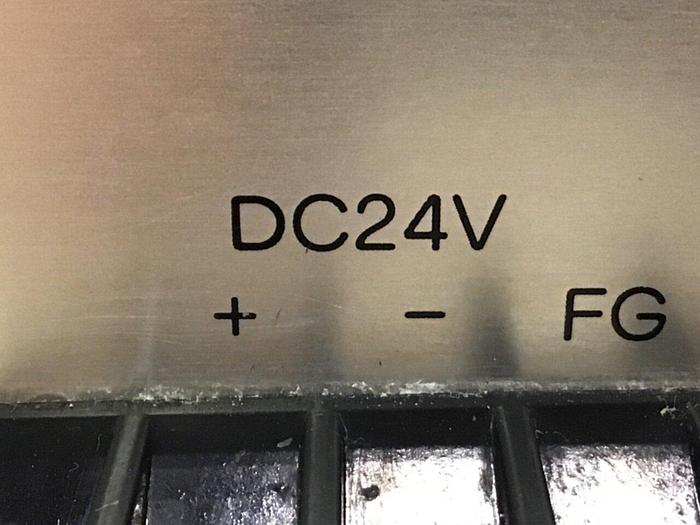 DC24V
+ − FG